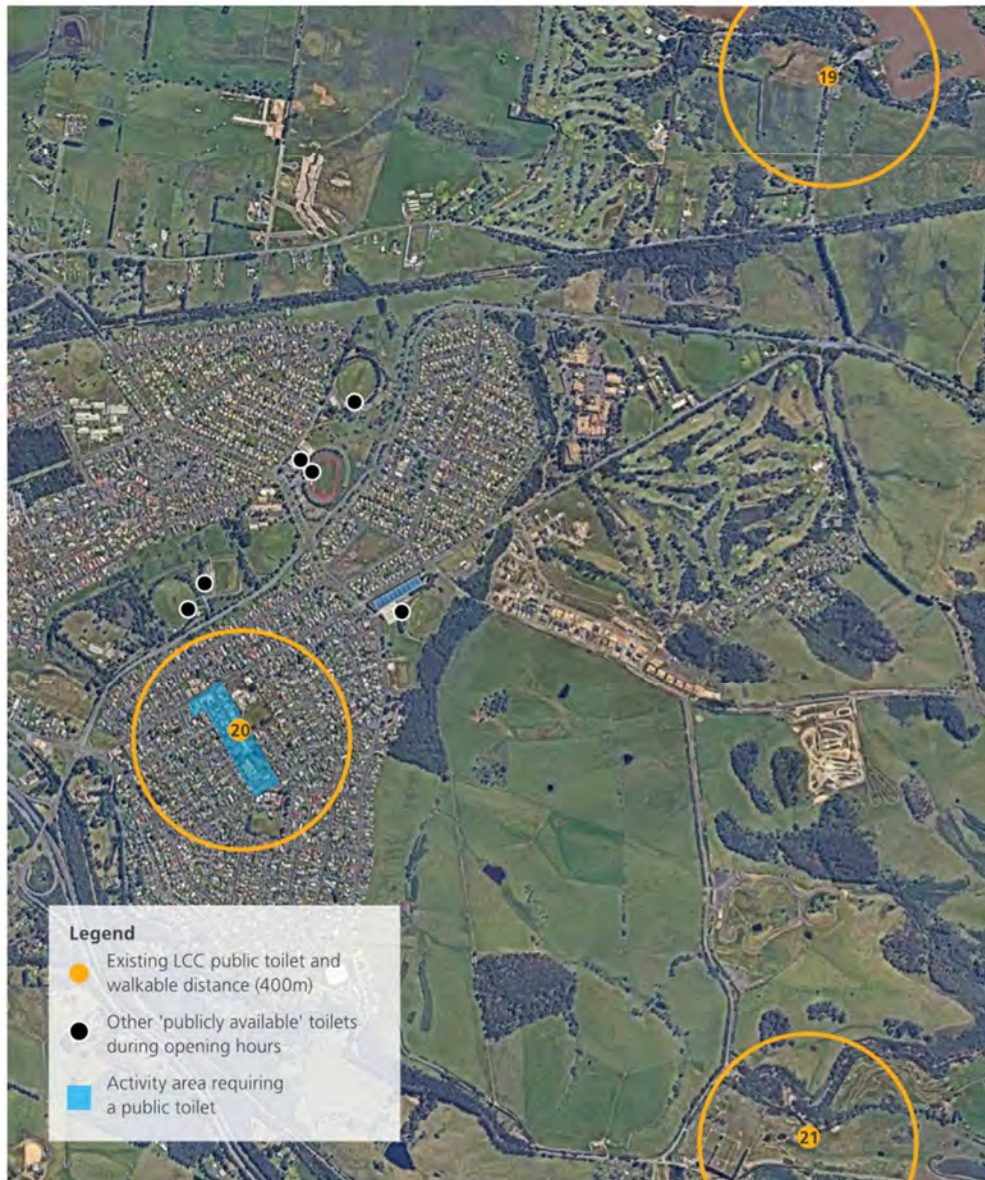 19
20
Legend
Existing LCC public toilet and
walkable distance (400m)
Other 'publicly available' toilets
during opening hours
Activity area requiring
a public toilet
21